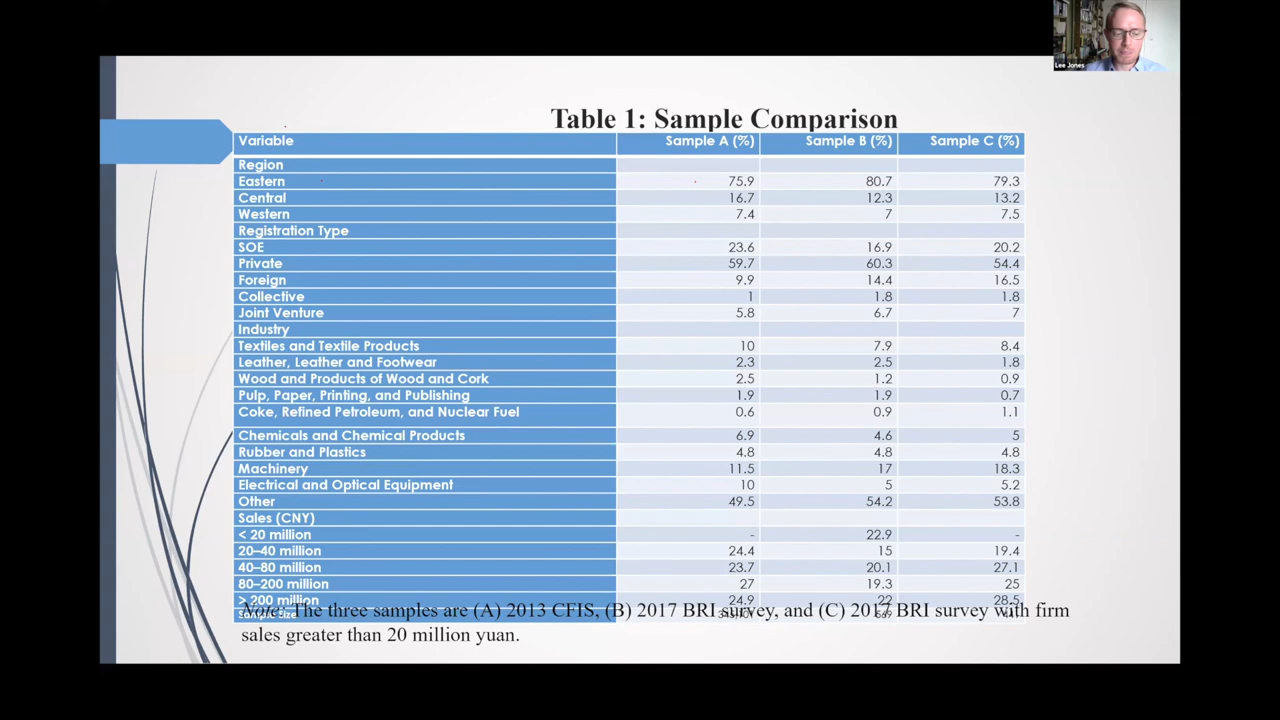 Lee Jones
Table 1: Sample Comparison
Variable Sample A (%) Sample B (%) Sample C (%)
Region
Eastern 75.9 80.7 79.3
Central 16.7 12.3 13.2
Western 7.4 7 7.5
Registration Type
SOE 23.6 16.9 20.2
Private 59.7 60.3 54.4
Foreign 9.9 14.4 16.5
Collective 1 1.8 1.8
Joint Venture 5.8 6.7 7
Industry
Textiles and Textile Products 10 7.9 8.4
Leather, Leather and Footwear 2.3 2.5 1.8
Wood and Products of Wood and Cork 2.5 1.2 0.9
Pulp, Paper, Printing, and Publishing 1.9 1.9 0.7
Coke, Refined Petroleum, and Nuclear Fuel 0.6 0.9 1.1
Chemicals and Chemical Products 6.9 4.6 5
Rubber and Plastics 4.8 4.8 4.8
Machinery 11.5 17 18.3
Electrical and Optical Equipment 10 5 5.2
Other 49.5 54.2 53.8
Sales (CNY)
< 20 million - 22.9 -
20–40 million 24.4 15 19.4
40–80 million 23.7 20.1 27.1
80–200 million 27 19.3 25
> 200 million 24.9 22 28.5
Sample Size
Note: The three samples are (A) 2013 CFIS, (B) 2017 BRI survey, and (C) 2017 BRI survey with firm
sales greater than 20 million yuan.